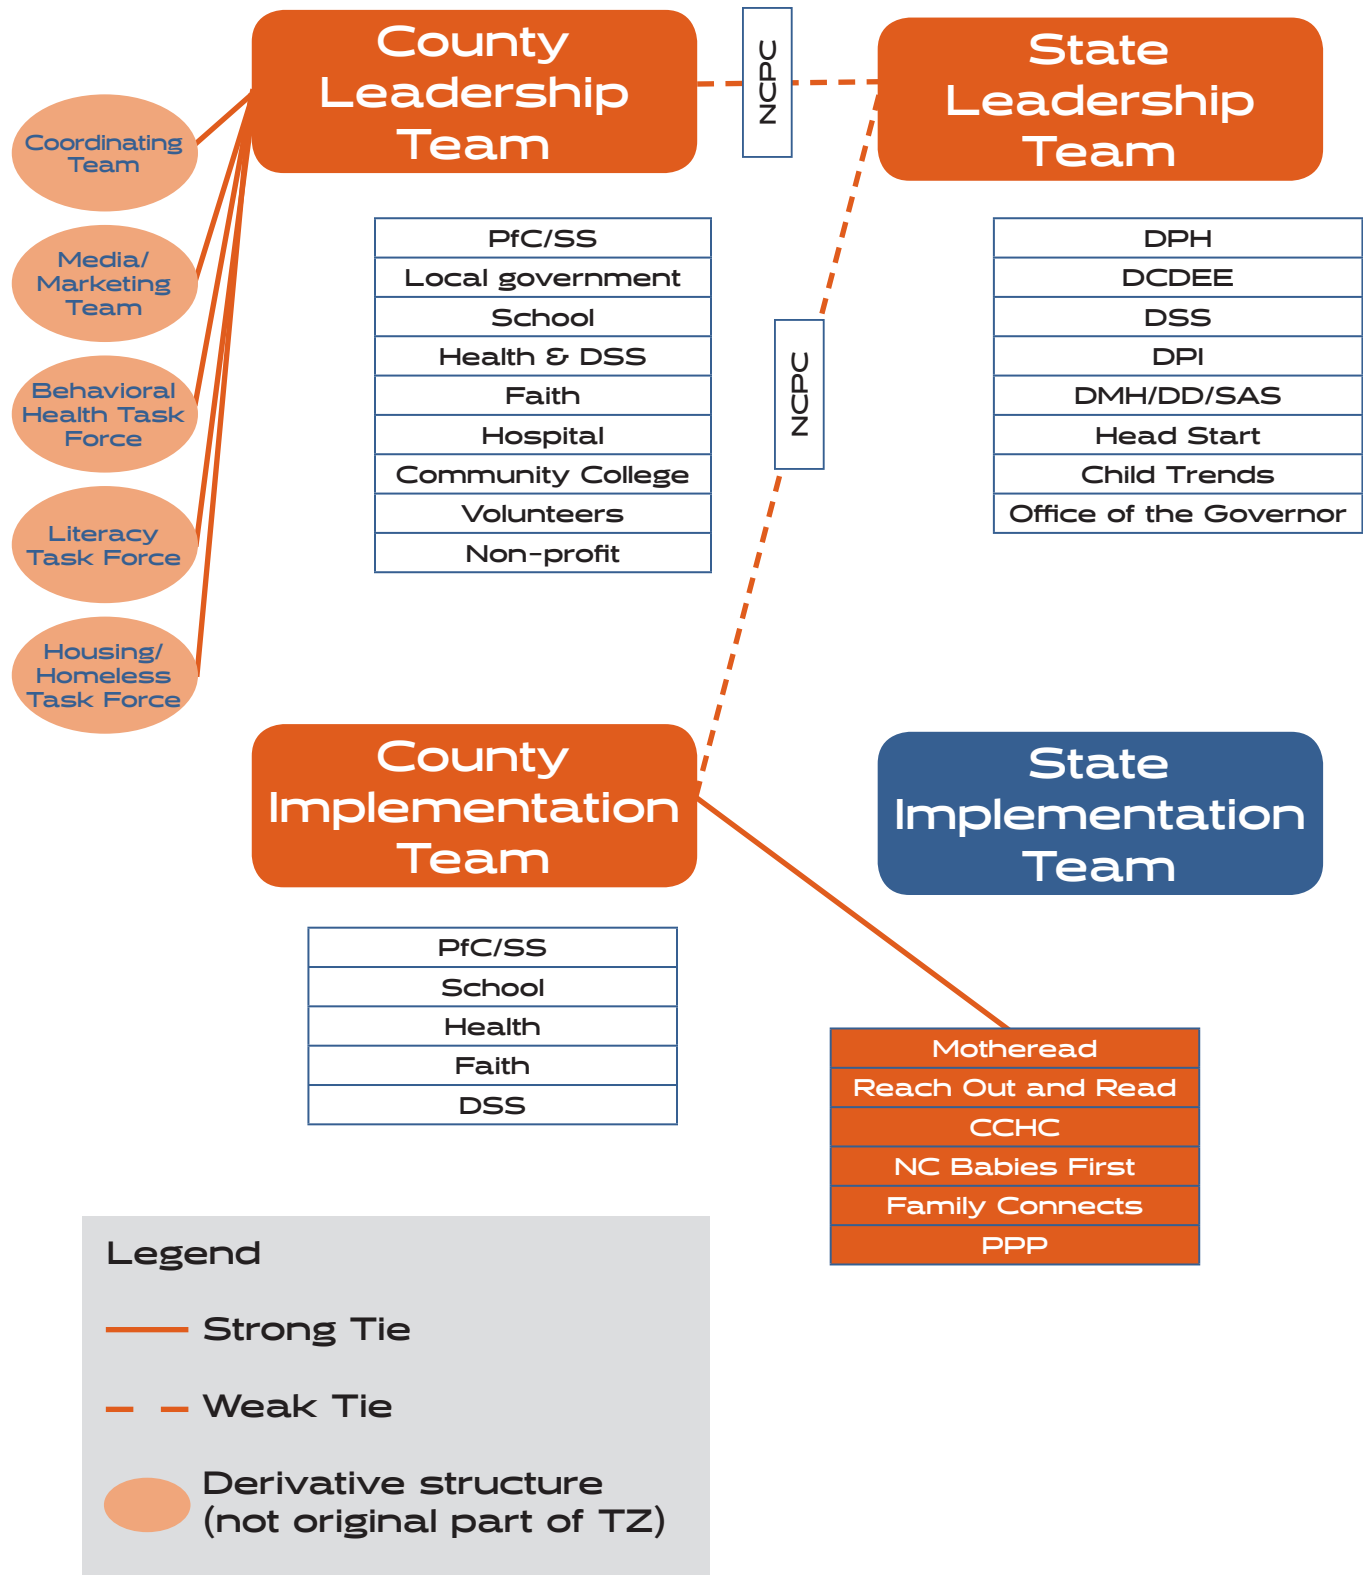 County
Leadership
Team
NCPC
State
Leadership
Team
Coordinating
Team
Media/
Marketing
Team
Behavioral
Health Task
Force
Literacy
Task Force
Housing/
Homeless
Task Force
PfC/SS
Local government
School
Health & DSS
Faith
Hospital
Community College
Volunteers
Non-profit
NCPC
DPH
DCDEE
DSS
DPI
DMH/DD/SAS
Head Start
Child Trends
Office of the Governor
County
Implementation
Team
State
Implementation
Team
PfC/SS
School
Health
Faith
DSS
Motheread
Reach Out and Read
CCHC
NC Babies First
Family Connects
PPP
Legend
Strong Tie
Weak Tie
Derivative structure
(not original part of TZ)